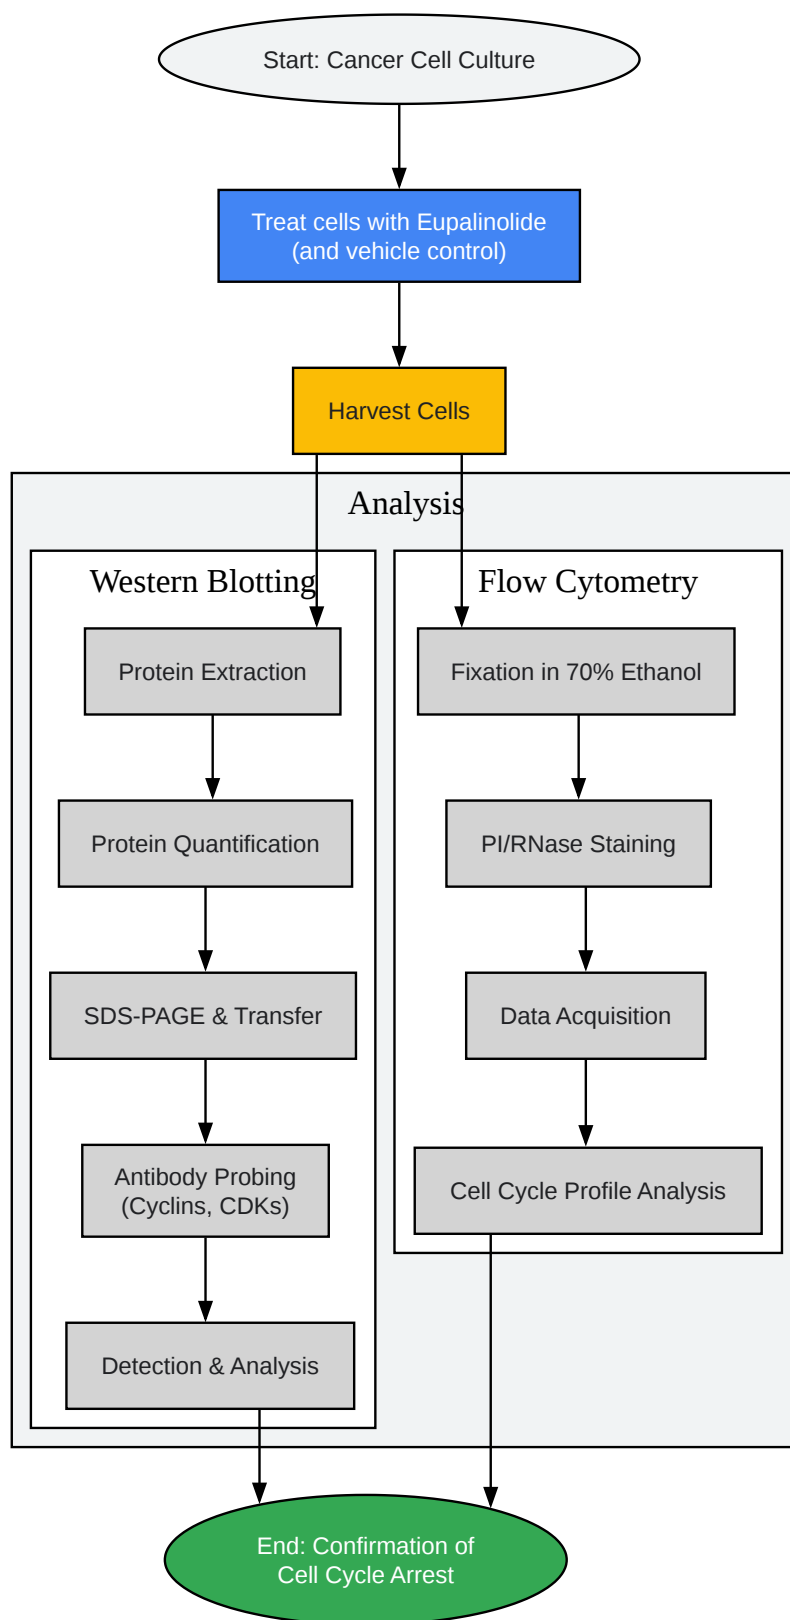 Start: Cancer Cell Culture
Treat cells with Eupalinolide
(and vehicle control)
Harvest Cells
Analysis
Western Blotting
Protein Extraction
Protein Quantification
SDS-PAGE & Transfer
Antibody Probing
(Cyclins, CDKs)
Detection & Analysis
Flow Cytometry
Fixation in 70% Ethanol
PI/RNase Staining
Data Acquisition
Cell Cycle Profile Analysis
End: Confirmation of
Cell Cycle Arrest